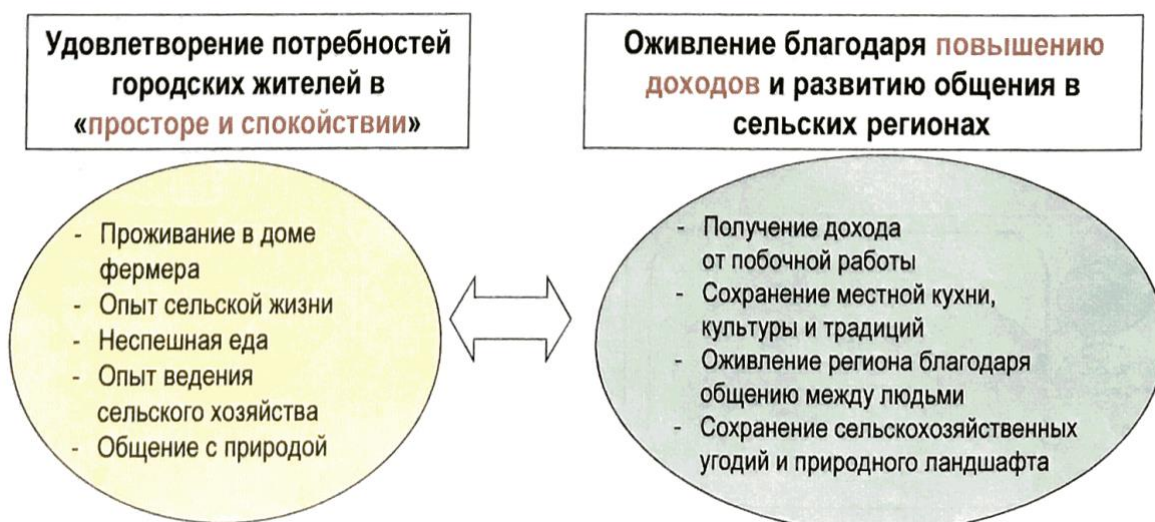 Удовлетворение потребностей
городских жителей в
«просторе и спокойствии»
- Проживание в доме
фермера
- Опыт сельской жизни
- Неспешная еда
- Опыт ведения
сельского хозяйства
- Общение с природой
Оживление благодаря повышению
доходов и развитию общения в
сельских регионах
- Получение дохода
от побочной работы
- Сохранение местной кухни,
культуры и традиций
- Оживление региона благодаря
общению между людьми
- Сохранение сельскохозяйственных
угодий и природного ландшафта